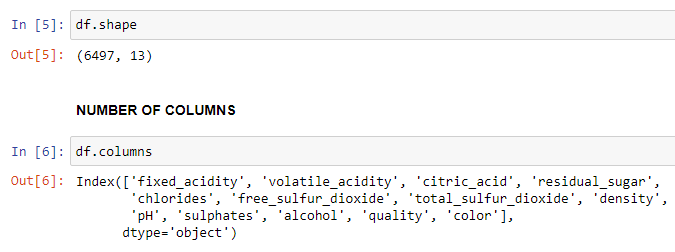 In [5]: df.shape
Out[5]: (6497, 13)
NUMBER OF COLUMNS
In [6]: df.columns
Out[6]: Index(['fixed_acidity', 'volatile_acidity', 'citric_acid', 'residual_sugar',
'chlorides', 'free_sulfur_dioxide', 'total_sulfur_dioxide', 'density',
'pH', 'sulphates', 'alcohol', 'quality', 'color'],
dtype='object')